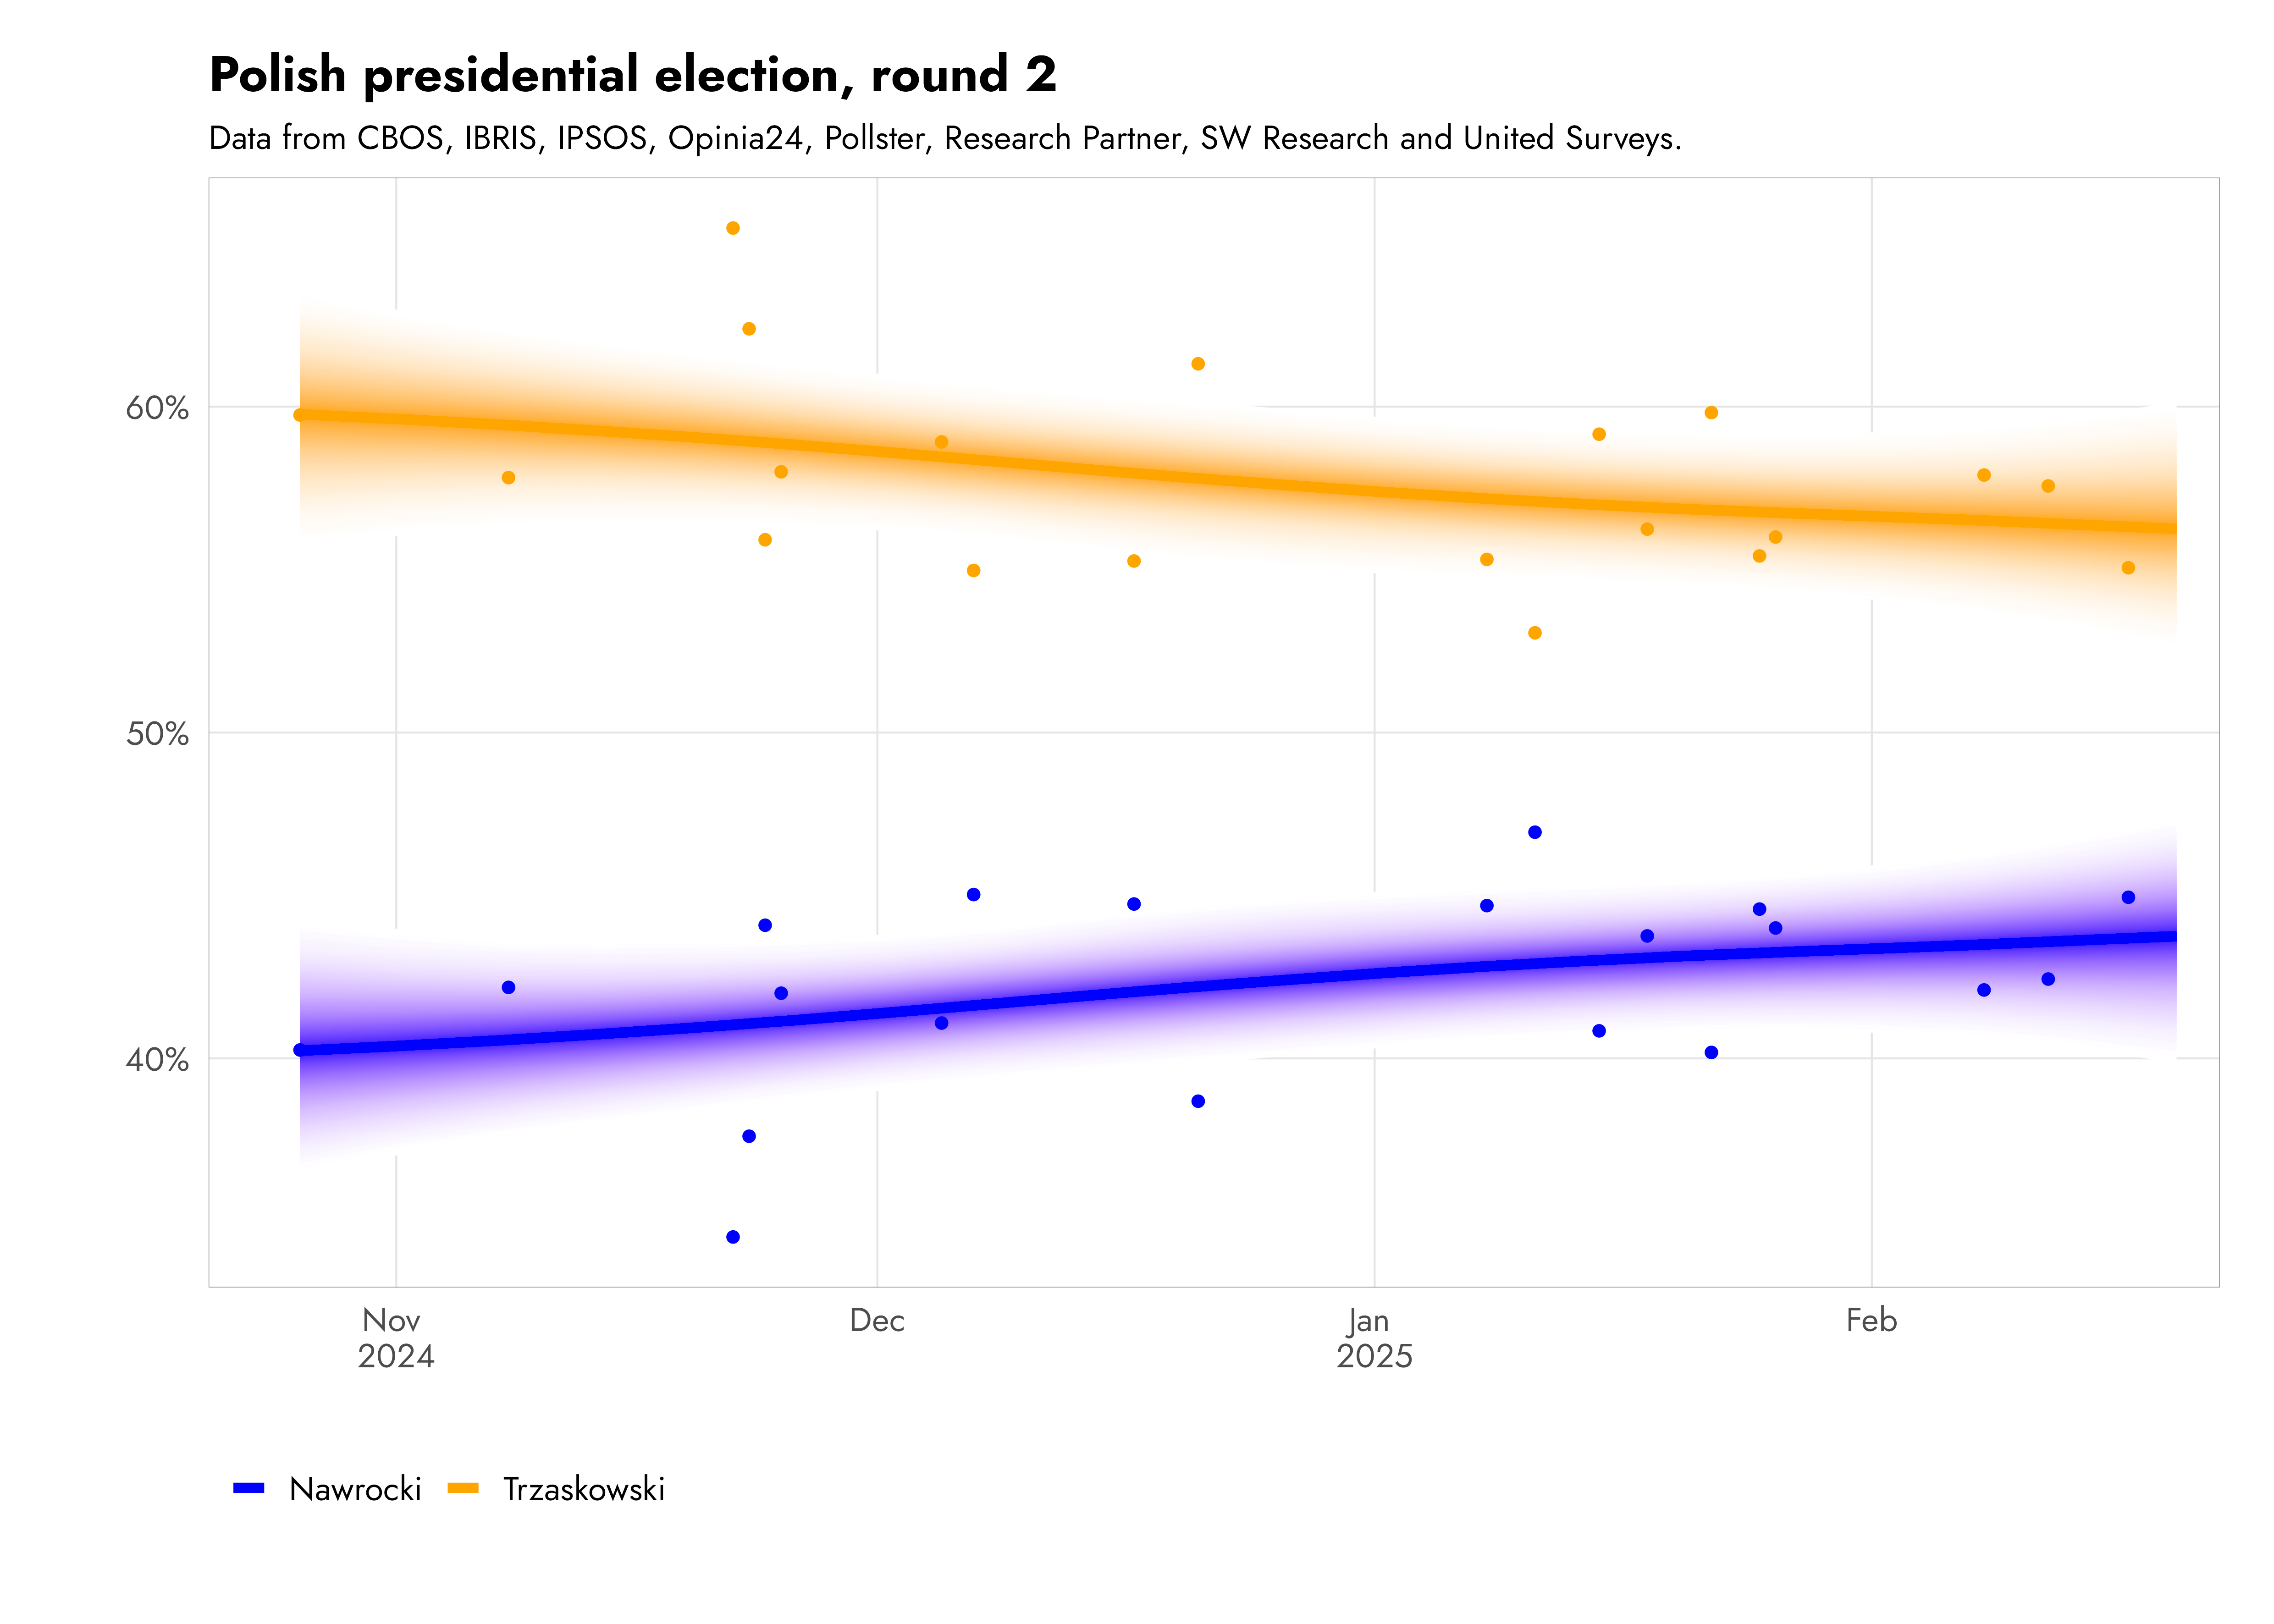 Polish presidential election, round 2
Data from CBOS, IBRIS, IPSOS, Opinia24, Pollster, Research Partner, SW Research and United Surveys.
60%
50%
40%
Nov Dec Jan Feb
2024 2025
Nawrocki Trzaskowski